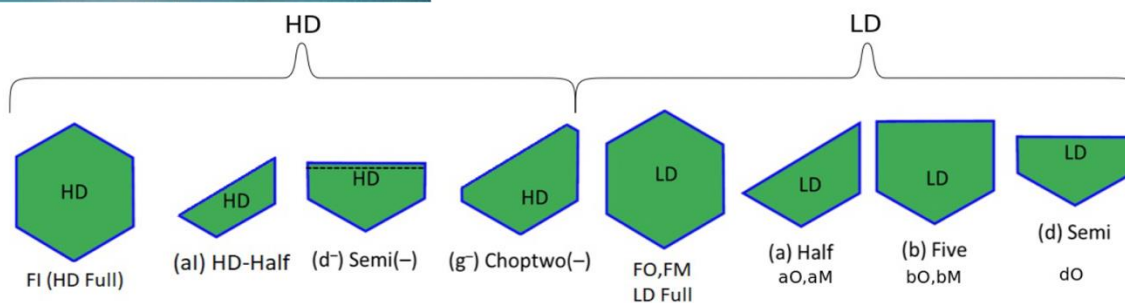 HD
LD
HD
HD
HD
HD
LD
LD
LD
LD
FI (HD Full)
(aI) HD-Half
(d⁻) Semi(−)
(g⁻) Choptwo(−)
FO,FM
LD Full
(a) Half
aO,aM
(b) Five
bO,bM
(d) Semi
dO